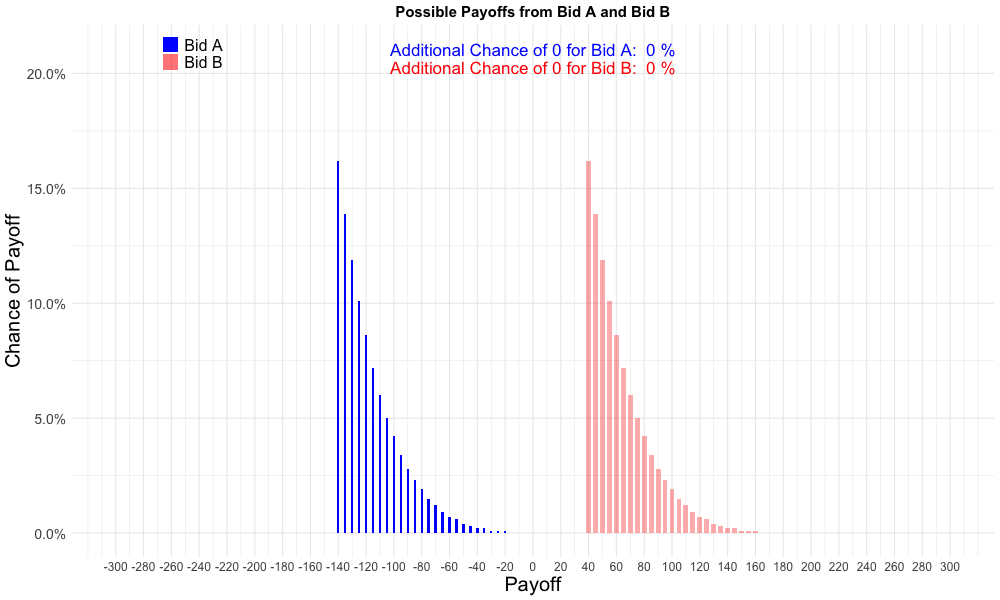 Possible Payoffs from Bid A and Bid B
Bid A
Bid B
Additional Chance of 0 for Bid A:  0 %
Additional Chance of 0 for Bid B:  0 %
Chance of Payoff
20.0%
15.0%
10.0%
5.0%
0.0%
-300 -280 -260 -240 -220 -200 -180 -160 -140 -120 -100 -80 -60 -40 -20 0 20 40 60 80 100 120 140 160 180 200 220 240 260 280 300
Payoff